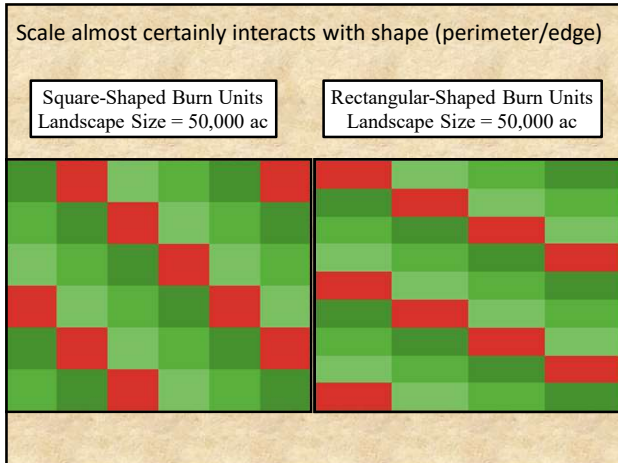 Scale almost certainly interacts with shape (perimeter/edge)
Square-Shaped Burn Units
Landscape Size = 50,000 ac
Rectangular-Shaped Burn Units
Landscape Size = 50,000 ac